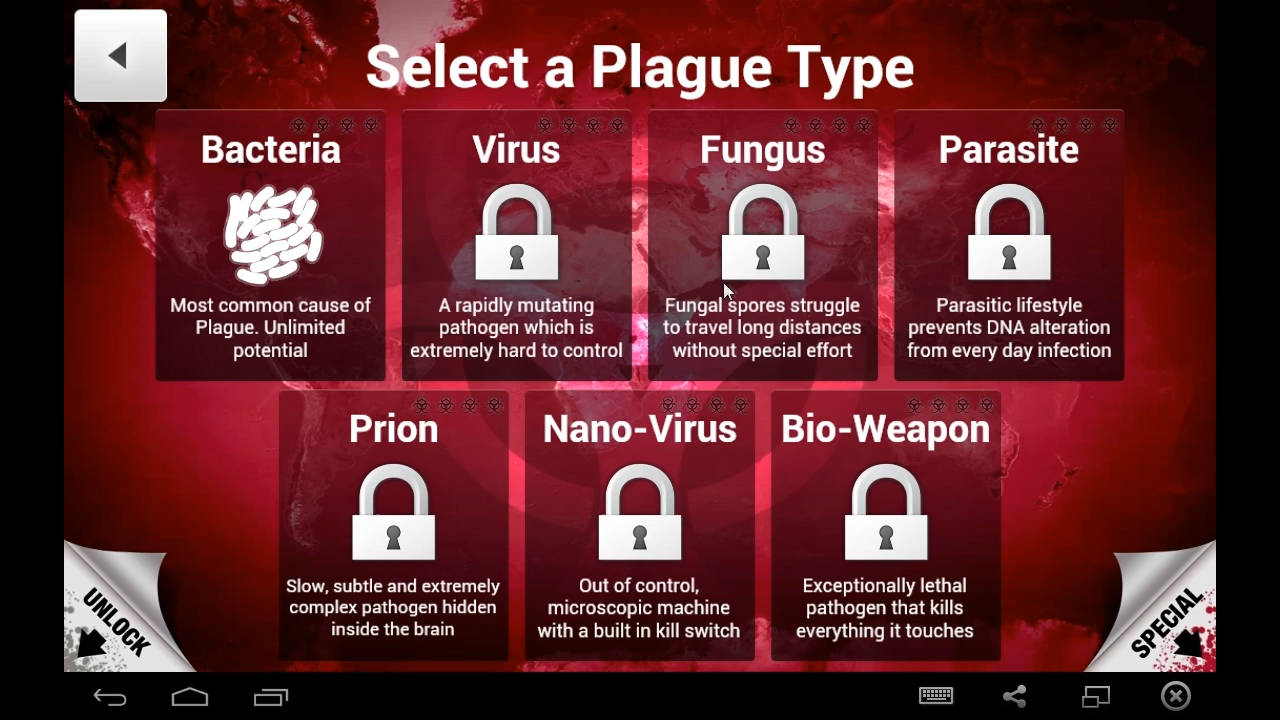 Select a Plague Type
Bacteria
Most common cause of
Plague. Unlimited
potential
Virus
A rapidly mutating
pathogen which is
extremely hard to control
Fungus
Fungal spores struggle
to travel long distances
without special effort
Parasite
Parasitic lifestyle
prevents DNA alteration
from every day infection
Prion
Slow, subtle and extremely
complex pathogen hidden
inside the brain
Nano-Virus
Out of control,
microscopic machine
with a built in kill switch
Bio-Weapon
Exceptionally lethal
pathogen that kills
everything it touches
UNLOCK
SPECIAL